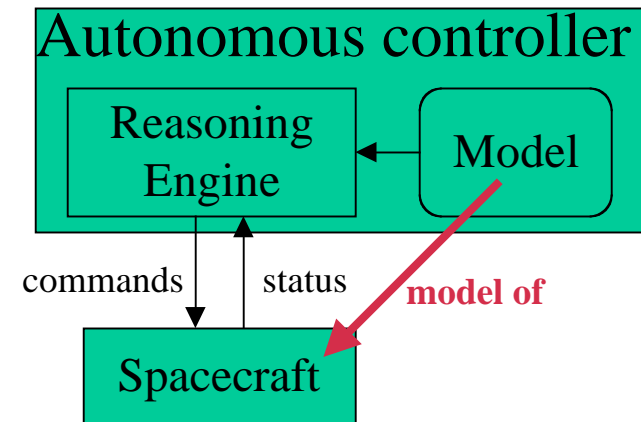 Autonomous controller
Reasoning
Engine
Model
commands
status
model of
Spacecraft